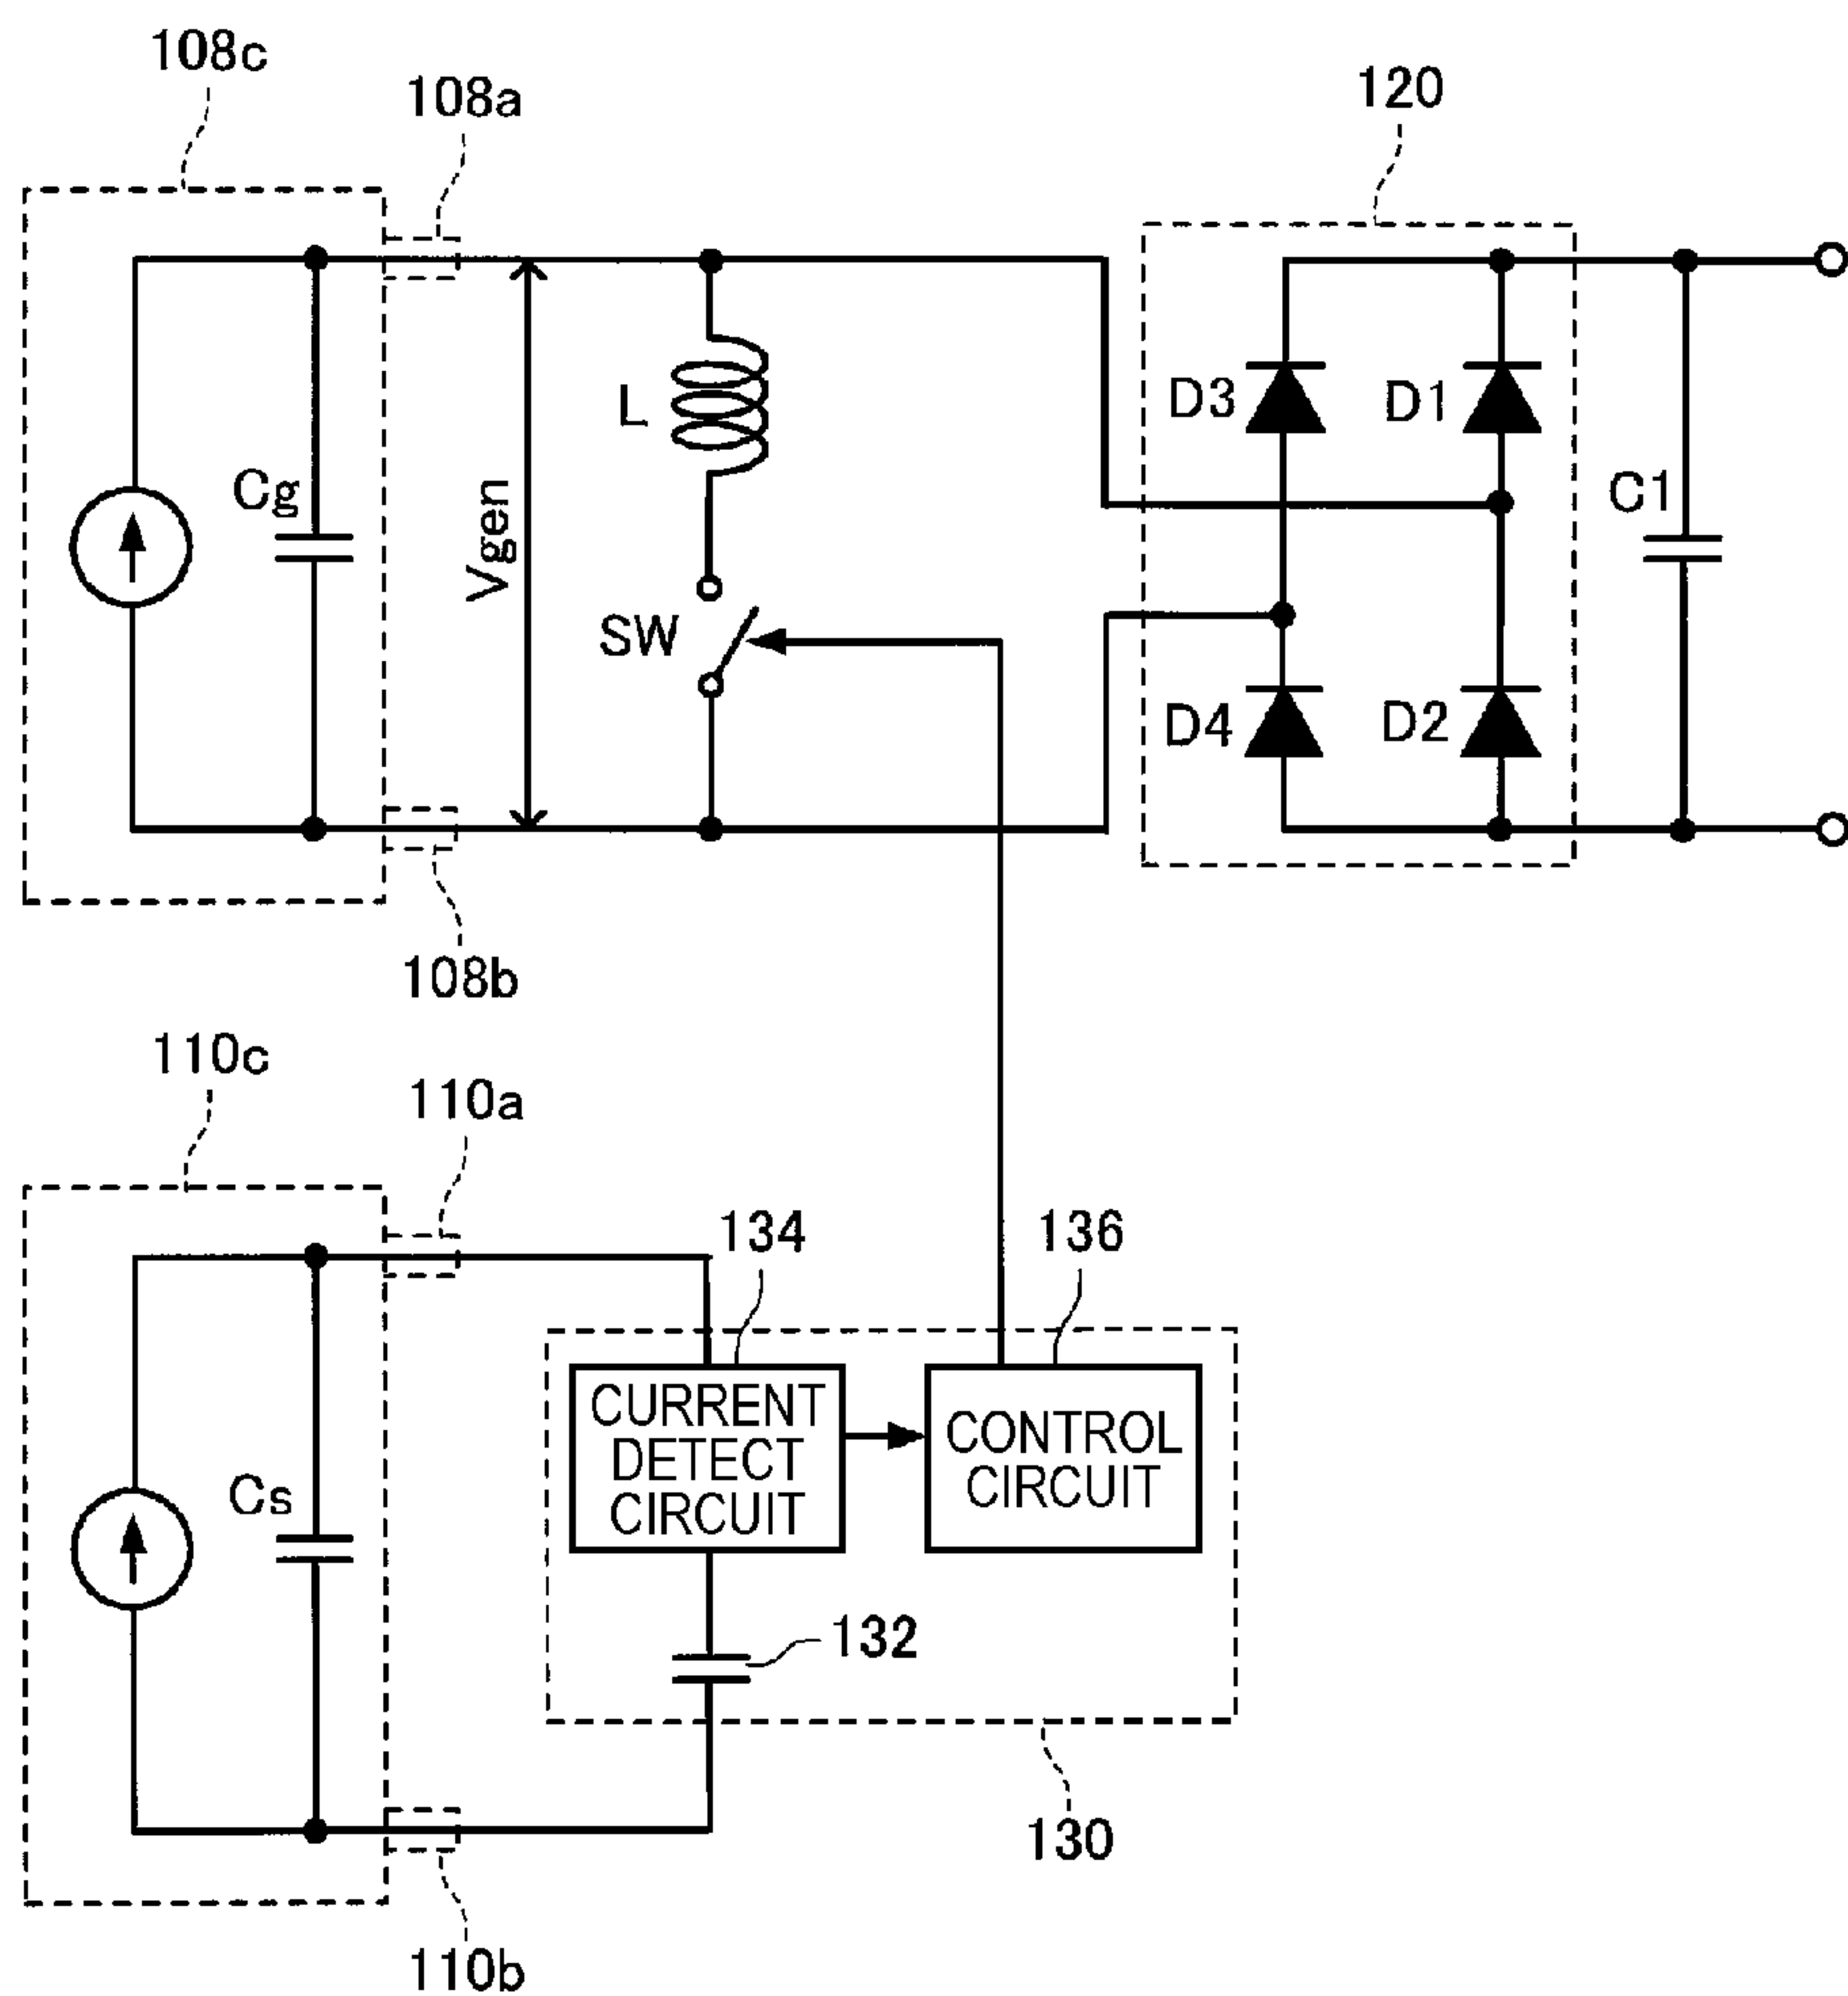 108c
108a
120
D3
D1
L
Cg
Vgen
C1
SW
D4
D2
108b
110c
110a
134
136
CURRENT
DETECT
CIRCUIT
CONTROL
CIRCUIT
Cs
132
130
110b